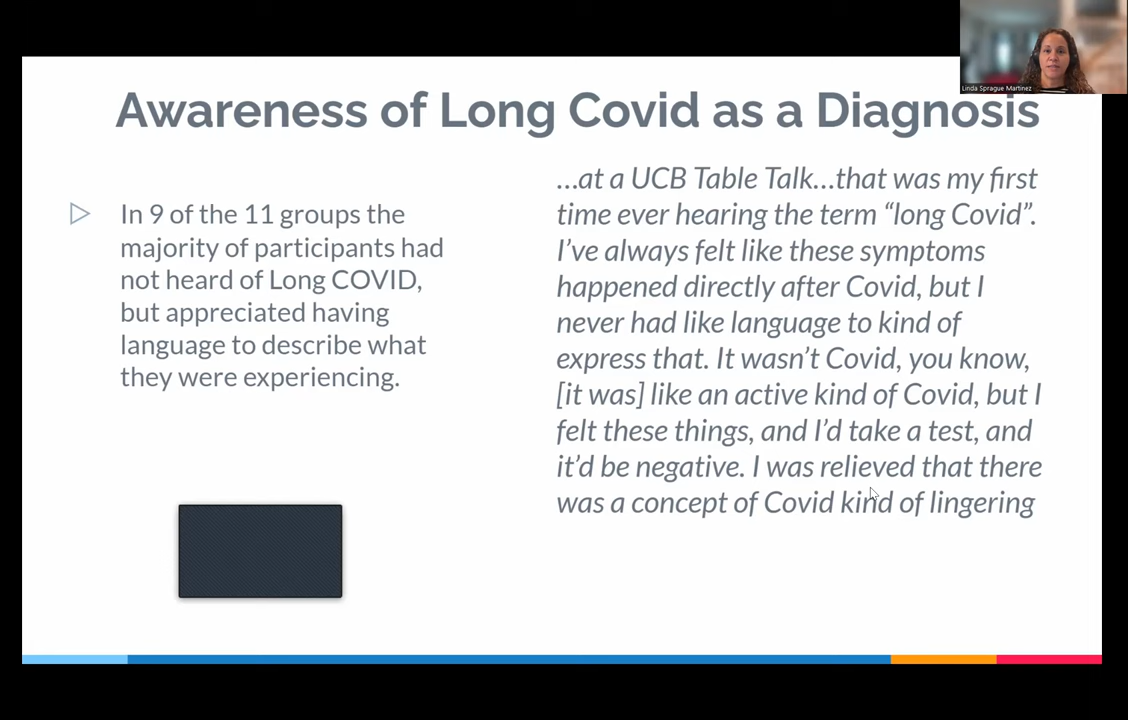 Linda Sprague Martinez
Awareness of Long Covid as a Diagnosis
In 9 of the 11 groups the
majority of participants had
not heard of Long COVID,
but appreciated having
language to describe what
they were experiencing.
…at a UCB Table Talk…that was my first
time ever hearing the term “long Covid”.
I’ve always felt like these symptoms
happened directly after Covid, but I
never had like language to kind of
express that. It wasn’t Covid, you know,
[it was] like an active kind of Covid, but I
felt these things, and I’d take a test, and
it’d be negative. I was relieved that there
was a concept of Covid kind of lingering